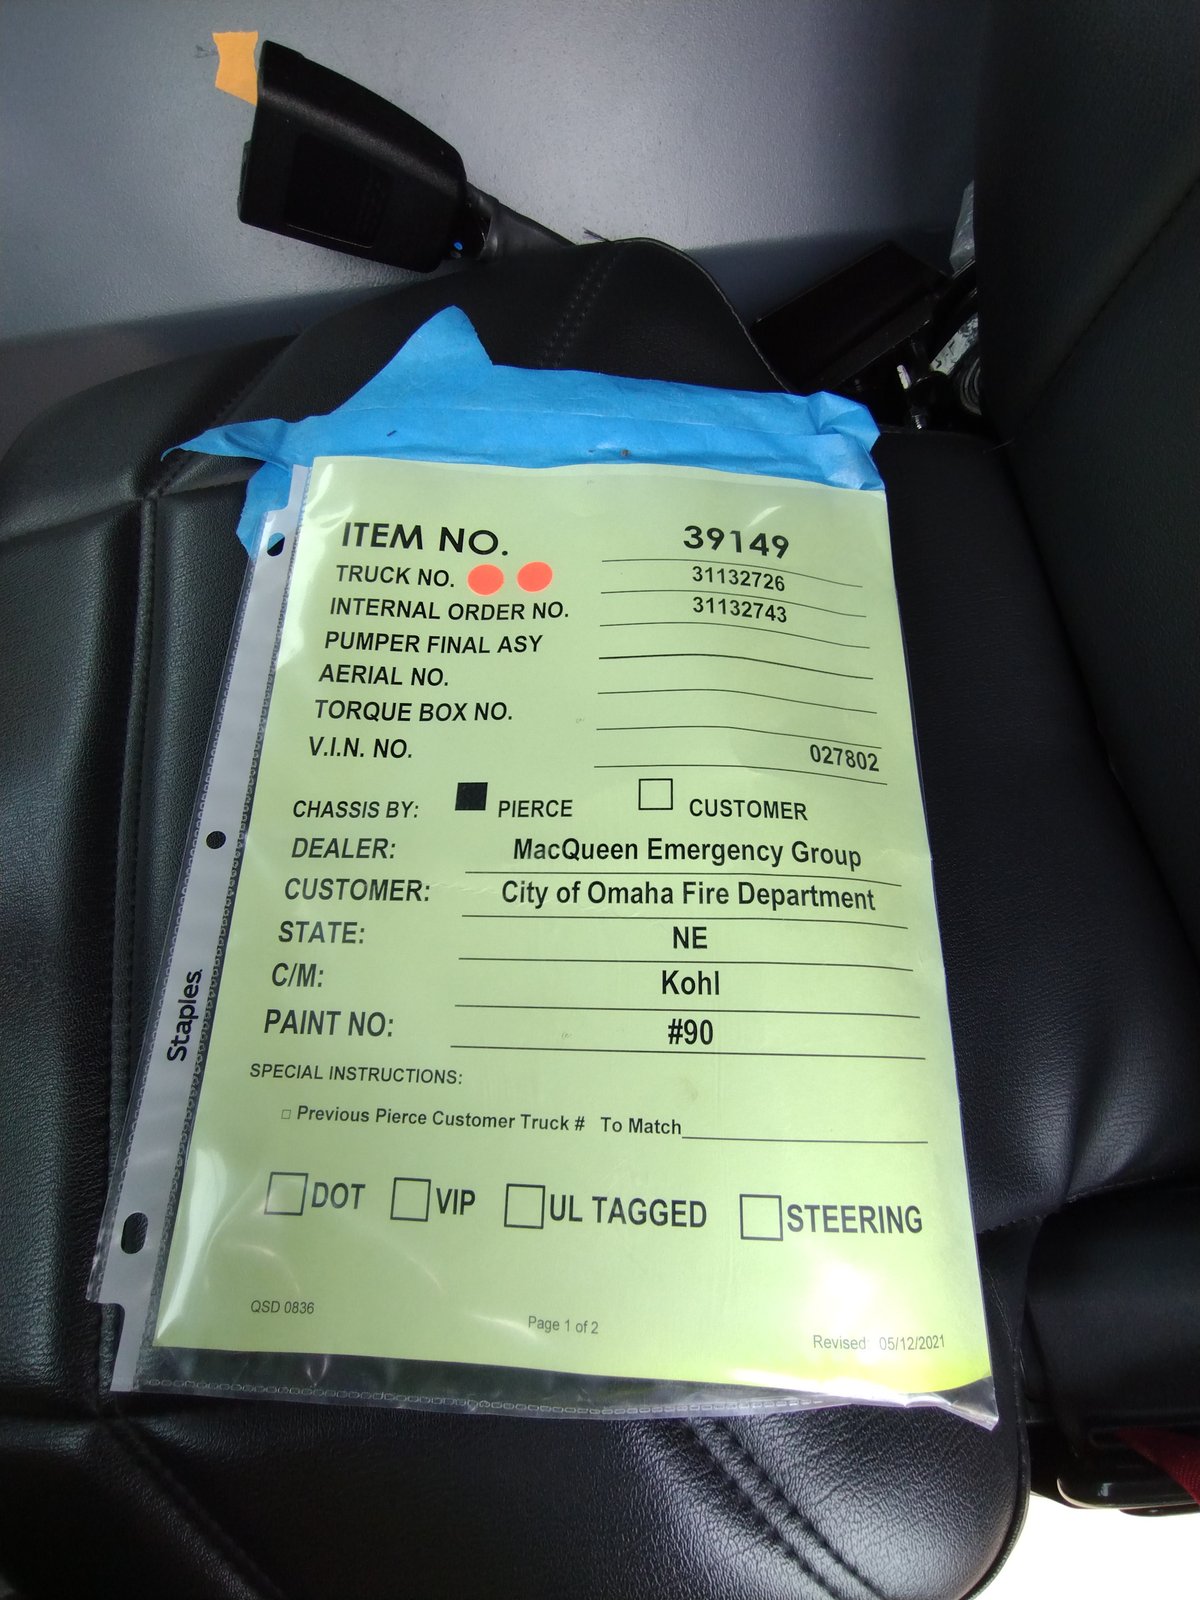 ITEM NO. 39149
TRUCK NO. 31132726
INTERNAL ORDER NO. 31132743
PUMPER FINAL ASY
AERIAL NO.
TORQUE BOX NO.
V.I.N. NO. 027802
CHASSIS BY: PIERCE CUSTOMER
DEALER: MacQueen Emergency Group
CUSTOMER: City of Omaha Fire Department
STATE: NE
C/M: Kohl
PAINT NO: #90
SPECIAL INSTRUCTIONS:
Previous Pierce Customer Truck # To Match
DOT VIP UL TAGGED STEERING
QSD 0836 Page 1 of 2 Revised: 05/12/2021
Staples